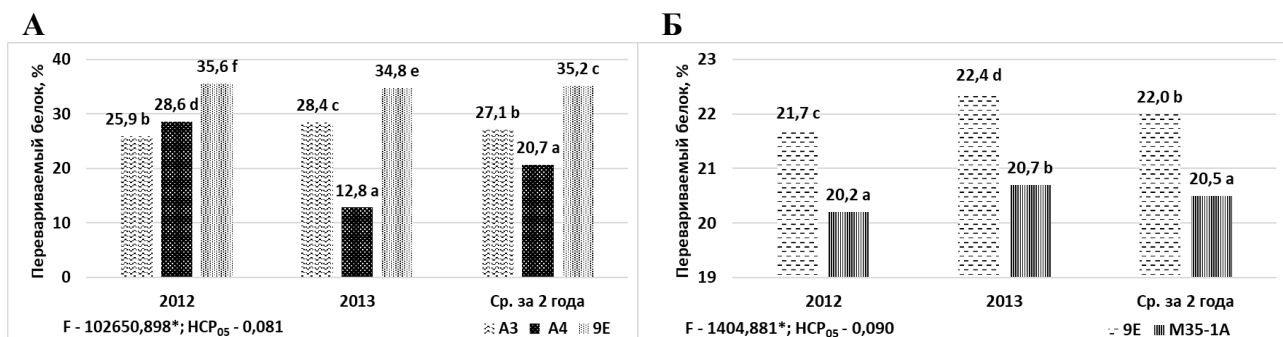 А
Перевариваемый белок, %
40
30
20
10
0
25,9 b
28,6 d
35,6 f
28,4 c
12,8 a
34,8 e
27,1 b
20,7 a
35,2 c
2012
2013
Ср. за 2 года
F - 102650,898*; НСР05 - 0,081
А3 А4 9Е
Б
Перевариваемый белок, %
23
22
21
20
19
21,7 c
20,2 a
22,4 d
20,7 b
22,0 b
20,5 a
2012
2013
Ср. за 2 года
F - 1404,881*; НСР05 - 0,090
9Е М35-1А